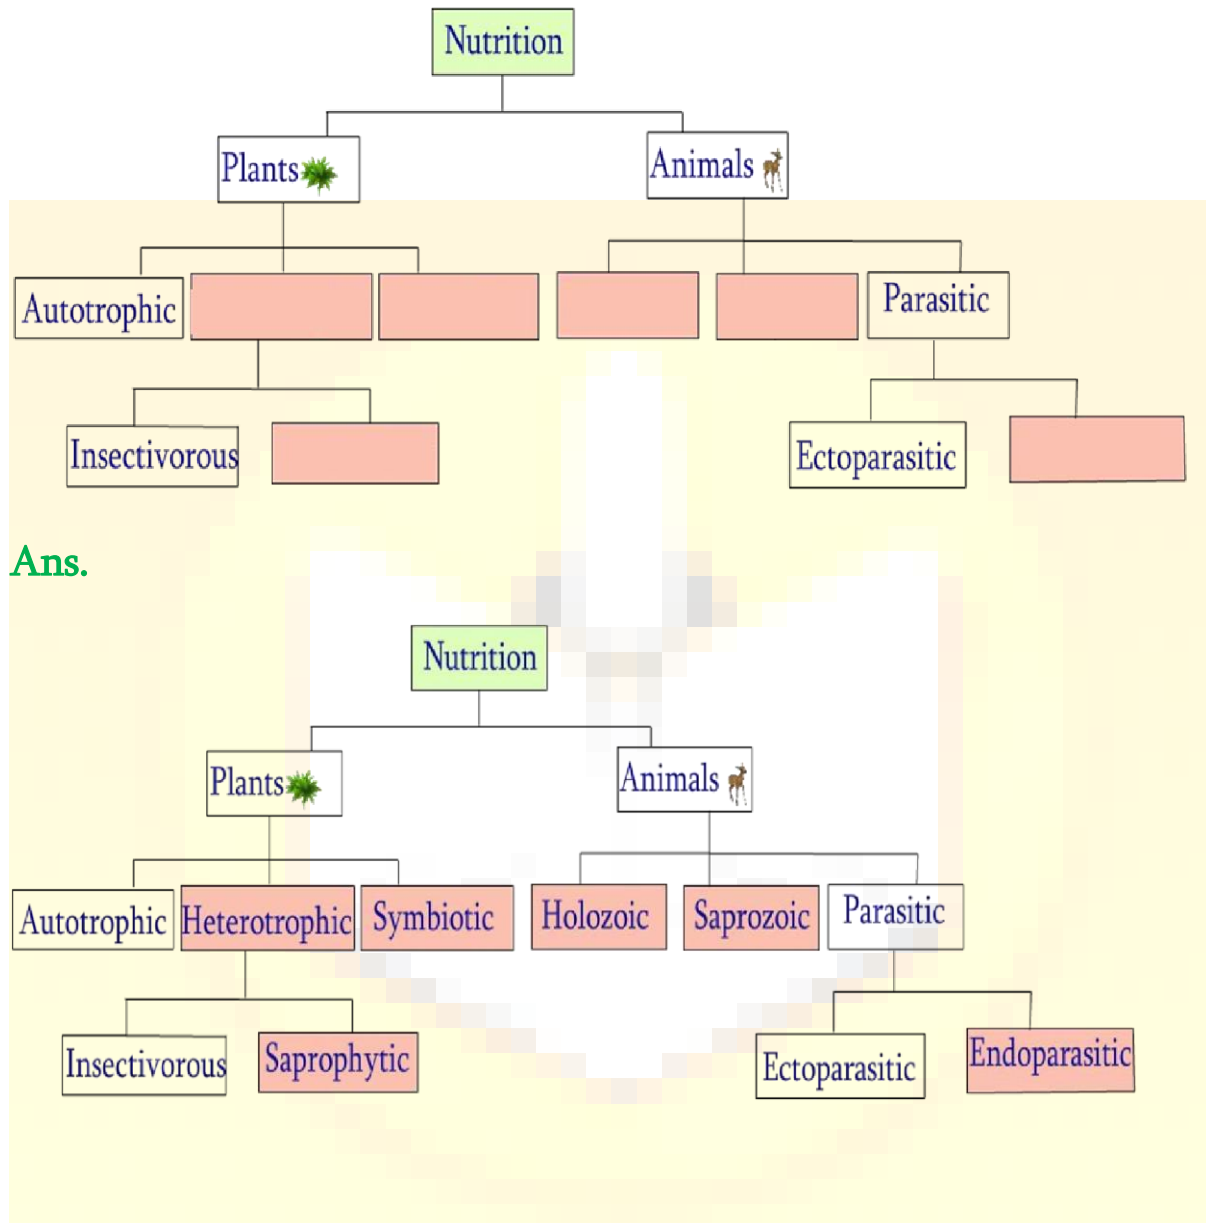 Nutrition
Plants Animals
Autotrophic Parasitic
Insectivorous Ectoparasitic
Ans.
Nutrition
Plants Animals
Autotrophic Heterotrophic Symbiotic Holozoic Saprozoic Parasitic
Insectivorous Saprophytic Ectoparasitic Endoparasitic